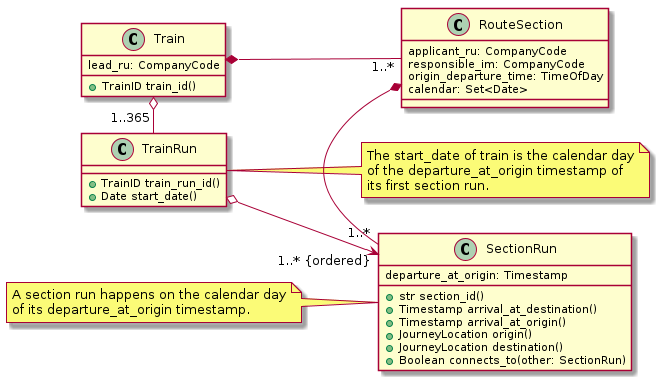 C Train
lead_ru: CompanyCode
TrainID train_id()
1..*
C RouteSection
applicant_ru: CompanyCode
responsible_im: CompanyCode
origin_departure_time: TimeOfDay
calendar: Set<Date>
1..365
C TrainRun
TrainID train_run_id()
Date start_date()
The start_date of train is the calendar day
of the departure_at_origin timestamp of
its first section run.
1..*
1..* {ordered}
C SectionRun
departure_at_origin: Timestamp
str section_id()
Timestamp arrival_at_destination()
Timestamp arrival_at_origin()
JourneyLocation origin()
JourneyLocation destination()
Boolean connects_to(other: SectionRun)
A section run happens on the calendar day
of its departure_at_origin timestamp.